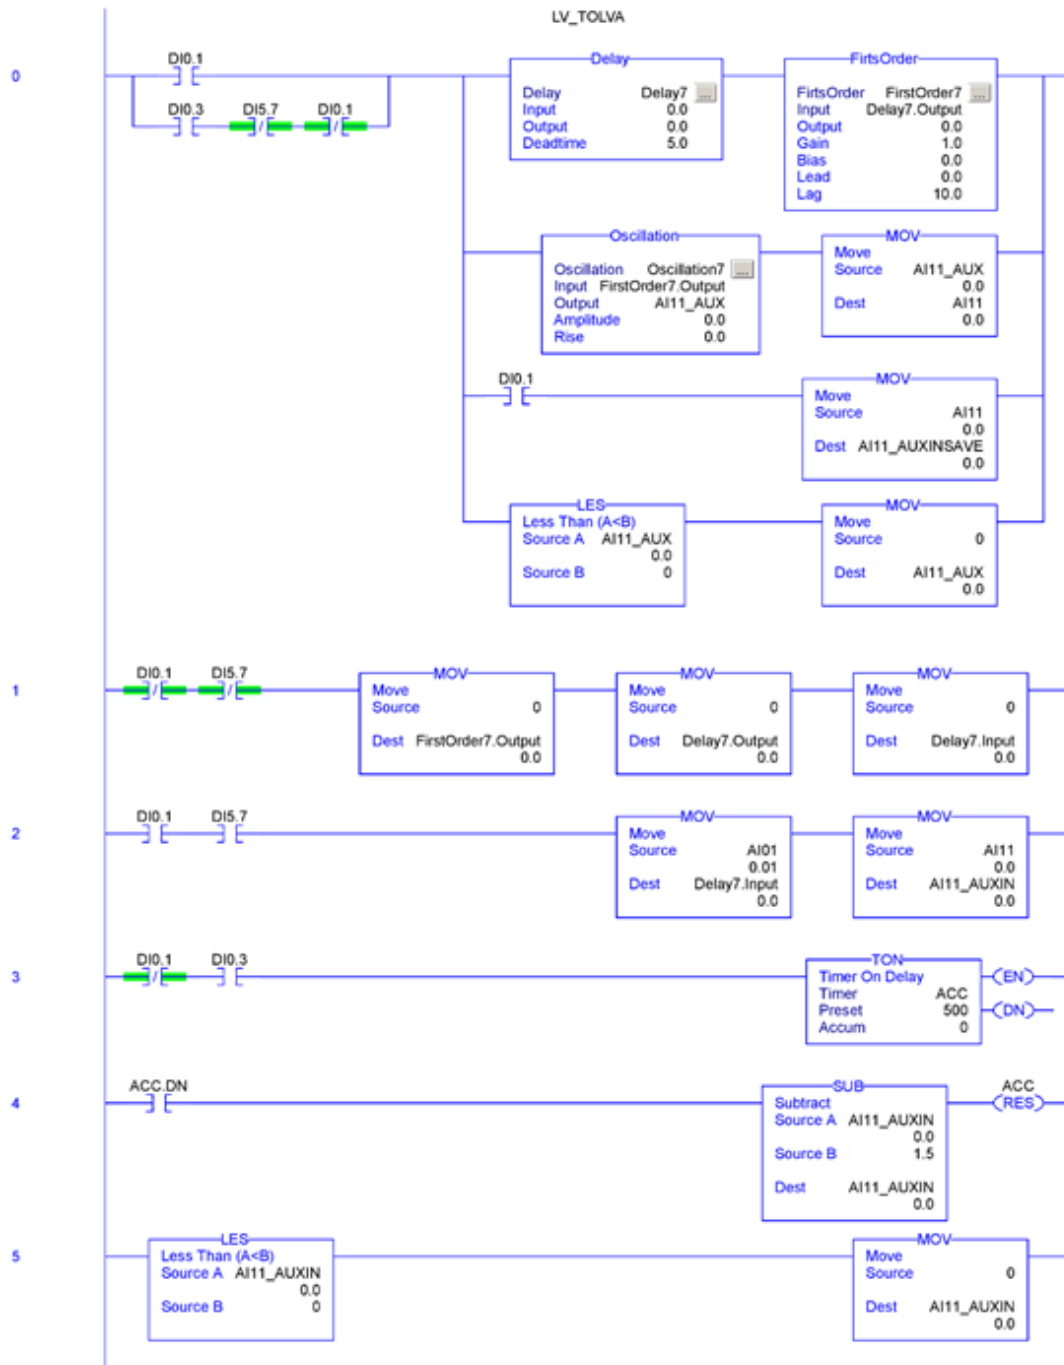 LV_TOLVA
0
DI0.1
DI0.3 DI5.7 DI0.1
Delay
Delay Delay7 ...
Input 0.0
Output 0.0
Deadtime 5.0
FirtsOrder
FirtsOrder FirstOrder7 ...
Input Delay7.Output
Output 0.0
Gain 1.0
Bias 0.0
Lead 0.0
Lag 10.0
Oscillation
Oscillation Oscillation7 ...
Input FirstOrder7.Output
Output AI11_AUX
Amplitude 0.0
Rise 0.0
MOV
Move
Source AI11_AUX
0.0
Dest AI11
0.0
DI0.1
MOV
Move
Source AI11
0.0
Dest AI11_AUXINSAVE
0.0
LES
Less Than (A<B)
Source A AI11_AUX
0.0
Source B 0
MOV
Move
Source 0
Dest AI11_AUX
0.0
1
DI0.1 DI5.7
MOV
Move
Source 0
Dest FirstOrder7.Output
0.0
MOV
Move
Source 0
Dest Delay7.Output
0.0
MOV
Move
Source 0
Dest Delay7.Input
0.0
2
DI0.1 DI5.7
MOV
Move
Source AI01
0.01
Dest Delay7.Input
0.0
MOV
Move
Source AI11
0.0
Dest AI11_AUXIN
0.0
3
DI0.1 DI0.3
TON
Timer On Delay
Timer ACC
Preset 500
Accum 0
EN
DN
4
ACC.DN
SUB
Subtract
Source A AI11_AUXIN
0.0
Source B 1.5
Dest AI11_AUXIN
0.0
ACC
RES
5
LES
Less Than (A<B)
Source A AI11_AUXIN
0.0
Source B 0
MOV
Move
Source 0
Dest AI11_AUXIN
0.0